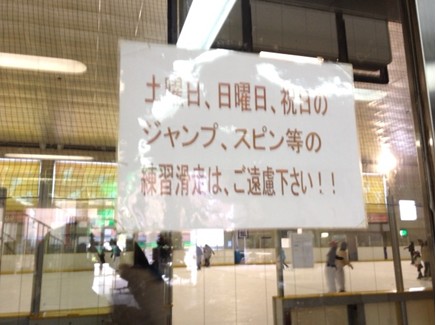 土曜日、日曜日、祝日の
ジャンプ、スピン等の
練習滑走は、ご遠慮下さい！！